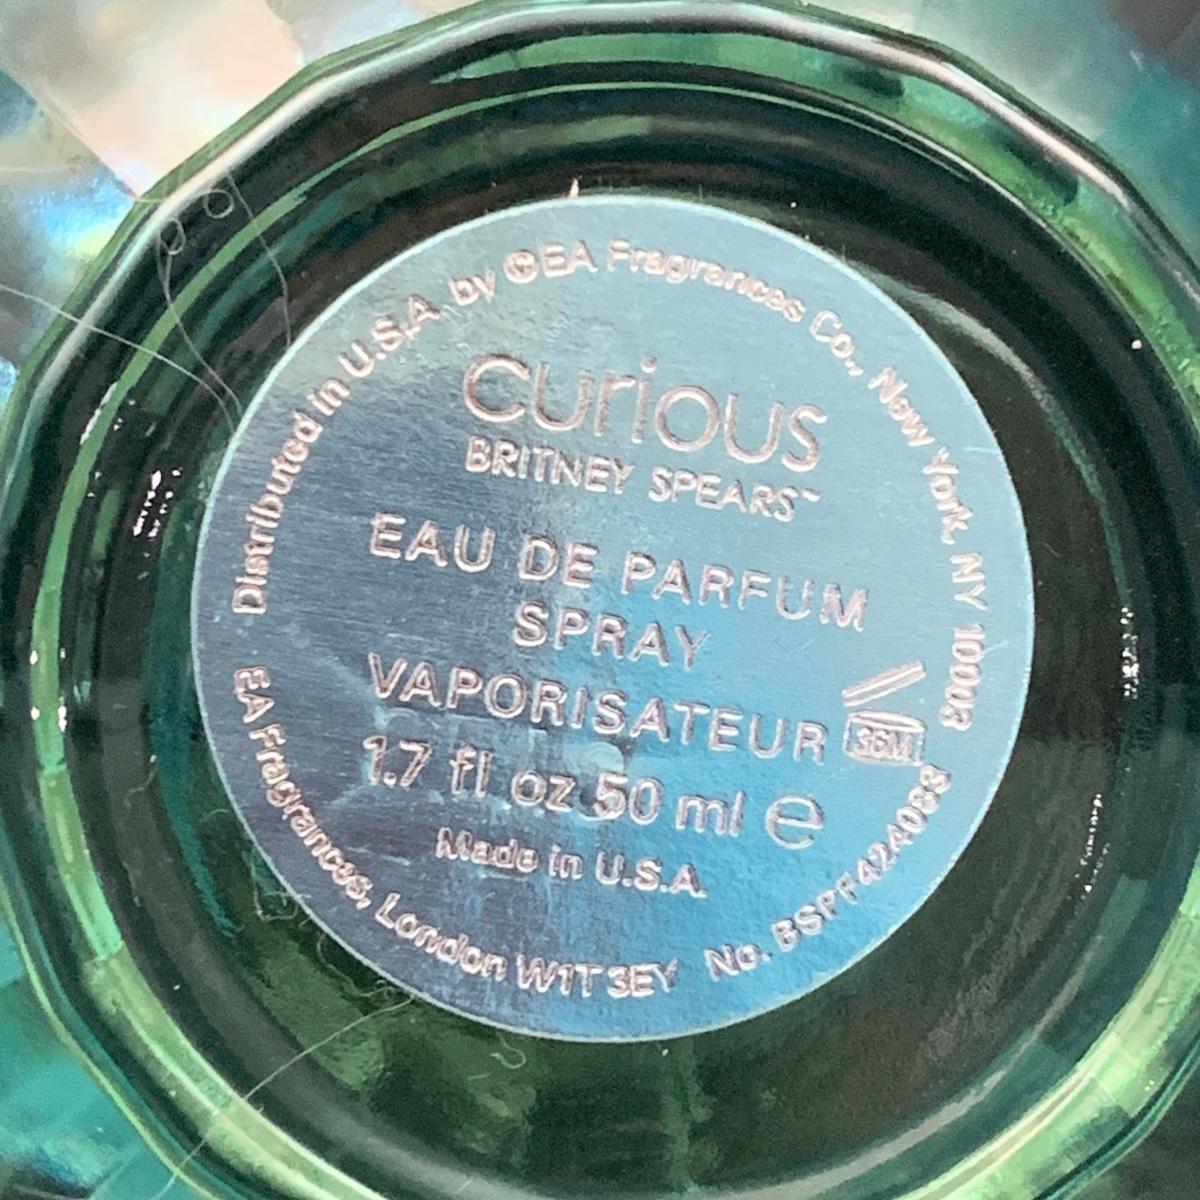 Distributed in U.S.A. by ©EA Fragrances Co., New York, NY 10003
curious
BRITNEY SPEARS™
EAU DE PARFUM
SPRAY
VAPORISATEUR
36M
1.7 fl oz 50 ml ℮
Made in U.S.A.
EA Fragrances, London W1T 3EY
No. BSPF424083